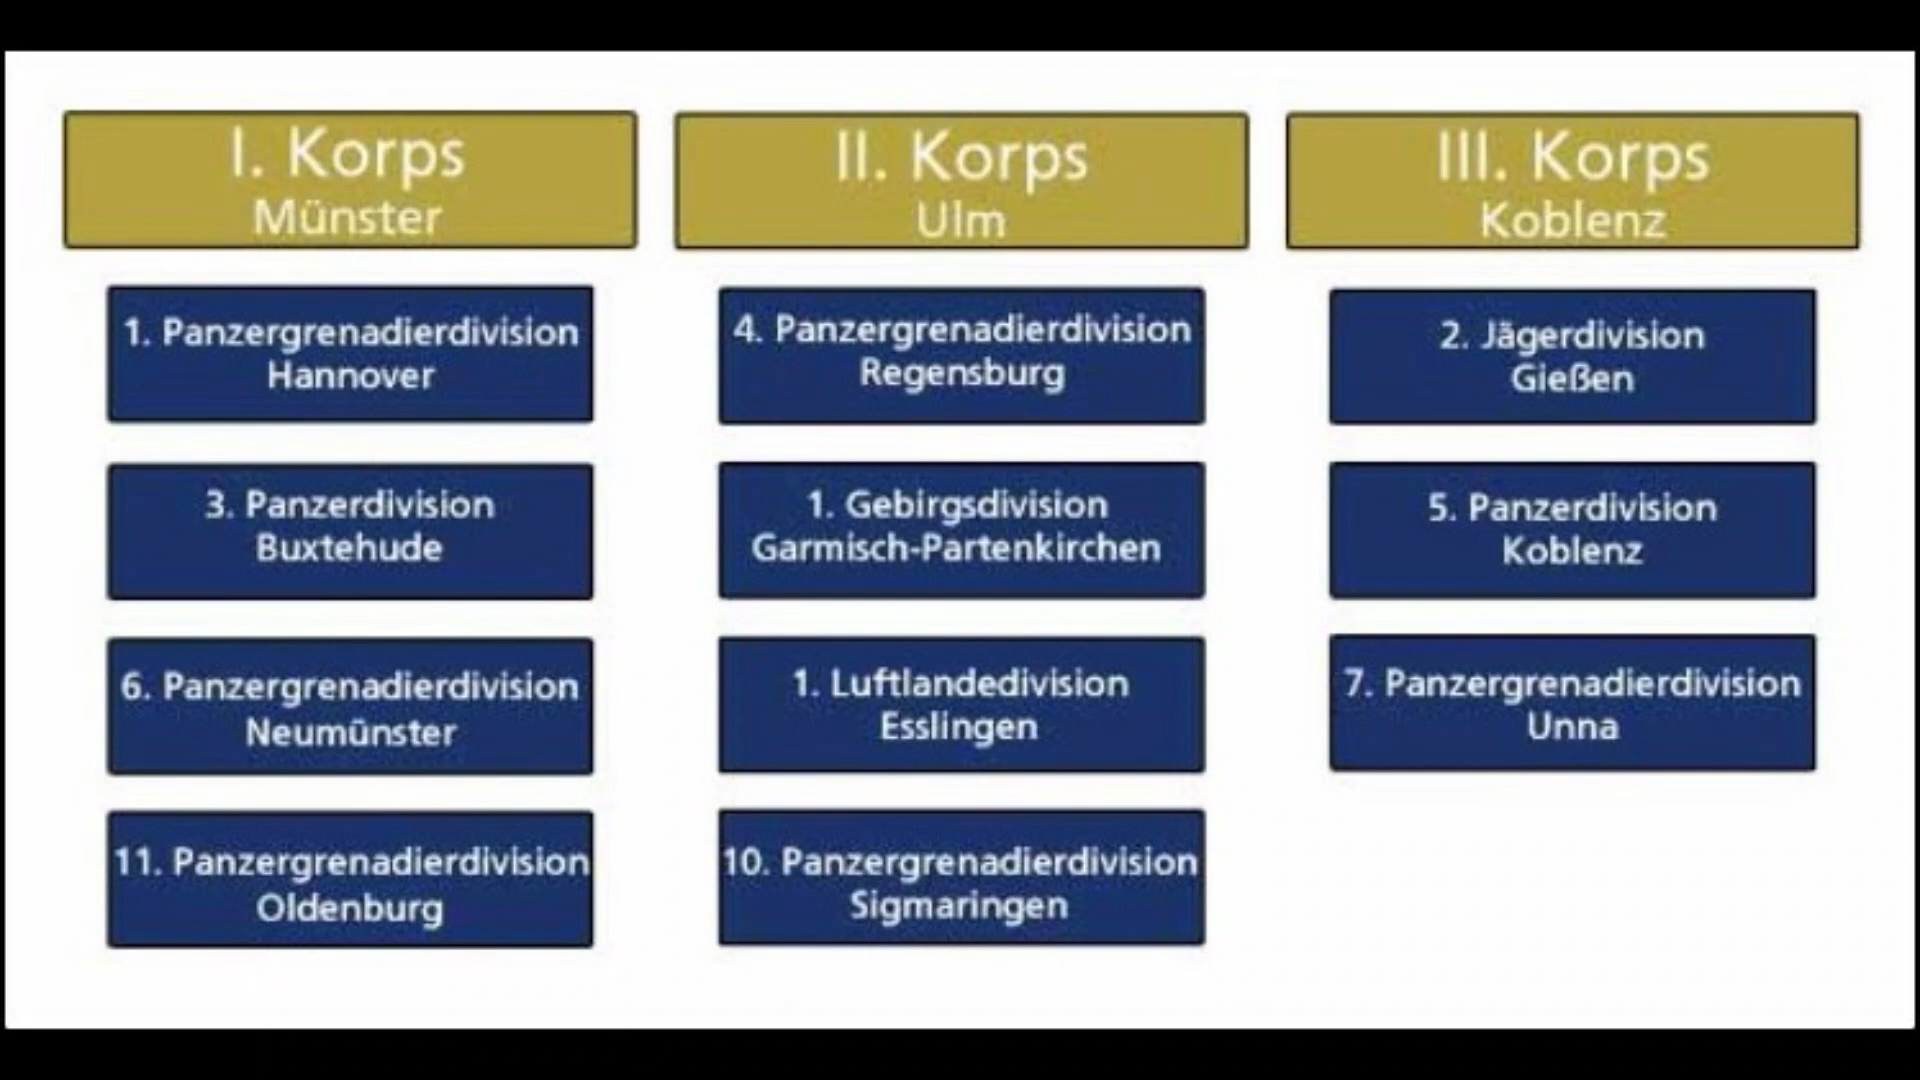 I. Korps
Münster
1. Panzergrenadierdivision
Hannover
3. Panzerdivision
Buxtehude
6. Panzergrenadierdivision
Neumünster
11. Panzergrenadierdivision
Oldenburg
II. Korps
Ulm
4. Panzergrenadierdivision
Regensburg
1. Gebirgsdivision
Garmisch-Partenkirchen
1. Luftlandedivision
Esslingen
10. Panzergrenadierdivision
Sigmaringen
III. Korps
Koblenz
2. Jägerdivision
Gießen
5. Panzerdivision
Koblenz
7. Panzergrenadierdivision
Unna